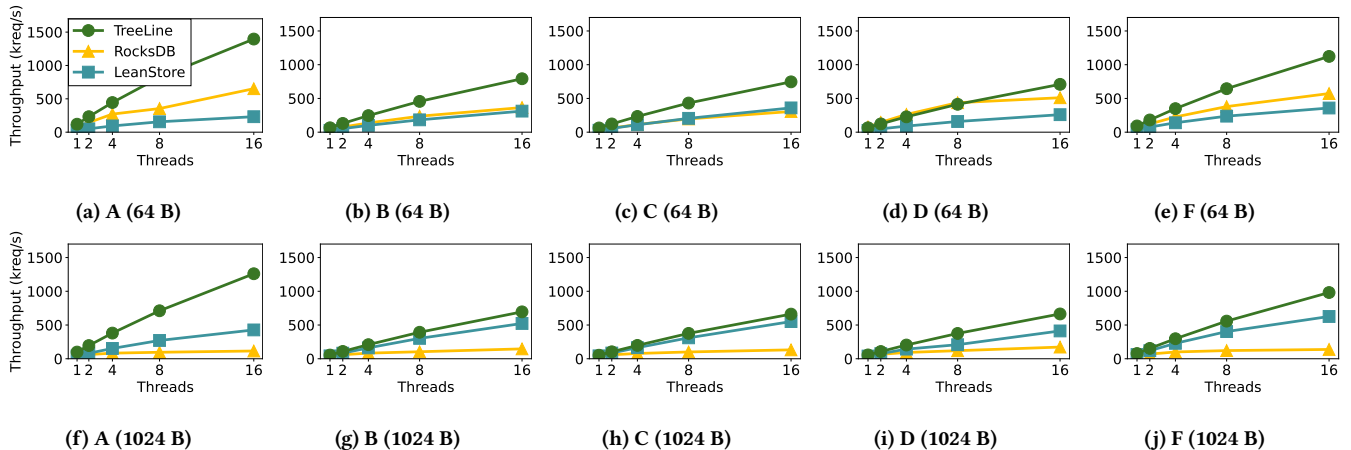 Throughput (kreq/s)
1500
1000
500
0
1 2 4 8 16
Threads
TreeLine
RocksDB
LeanStore
(a) A (64 B)
1500
1000
500
0
1 2 4 8 16
Threads
(b) B (64 B)
1500
1000
500
0
1 2 4 8 16
Threads
(c) C (64 B)
1500
1000
500
0
1 2 4 8 16
Threads
(d) D (64 B)
1500
1000
500
0
1 2 4 8 16
Threads
(e) F (64 B)
Throughput (kreq/s)
1500
1000
500
0
1 2 4 8 16
Threads
(f) A (1024 B)
1500
1000
500
0
1 2 4 8 16
Threads
(g) B (1024 B)
1500
1000
500
0
1 2 4 8 16
Threads
(h) C (1024 B)
1500
1000
500
0
1 2 4 8 16
Threads
(i) D (1024 B)
1500
1000
500
0
1 2 4 8 16
Threads
(j) F (1024 B)